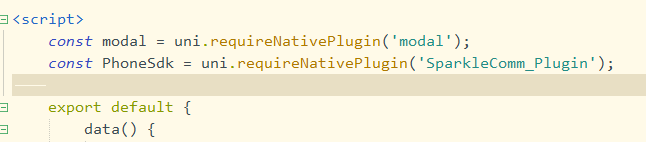 <script>
const modal = uni.requireNativePlugin('modal');
const PhoneSdk = uni.requireNativePlugin('SparkleComm_Plugin');
export default {
data() {